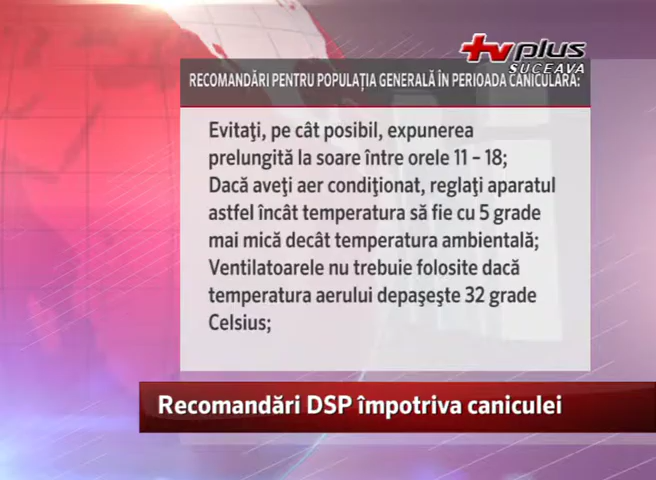 tvplus
SUCEAVA
RECOMANDĂRI PENTRU POPULAȚIA GENERALĂ ÎN PERIOADA CANICULARĂ:
Evitaţi, pe cât posibil, expunerea
prelungită la soare între orele 11 – 18;
Dacă aveţi aer condiţionat, reglaţi aparatul
astfel încât temperatura să fie cu 5 grade
mai mică decât temperatura ambientală;
Ventilatoarele nu trebuie folosite dacă
temperatura aerului depaşeşte 32 grade
Celsius;
Recomandări DSP împotriva caniculei